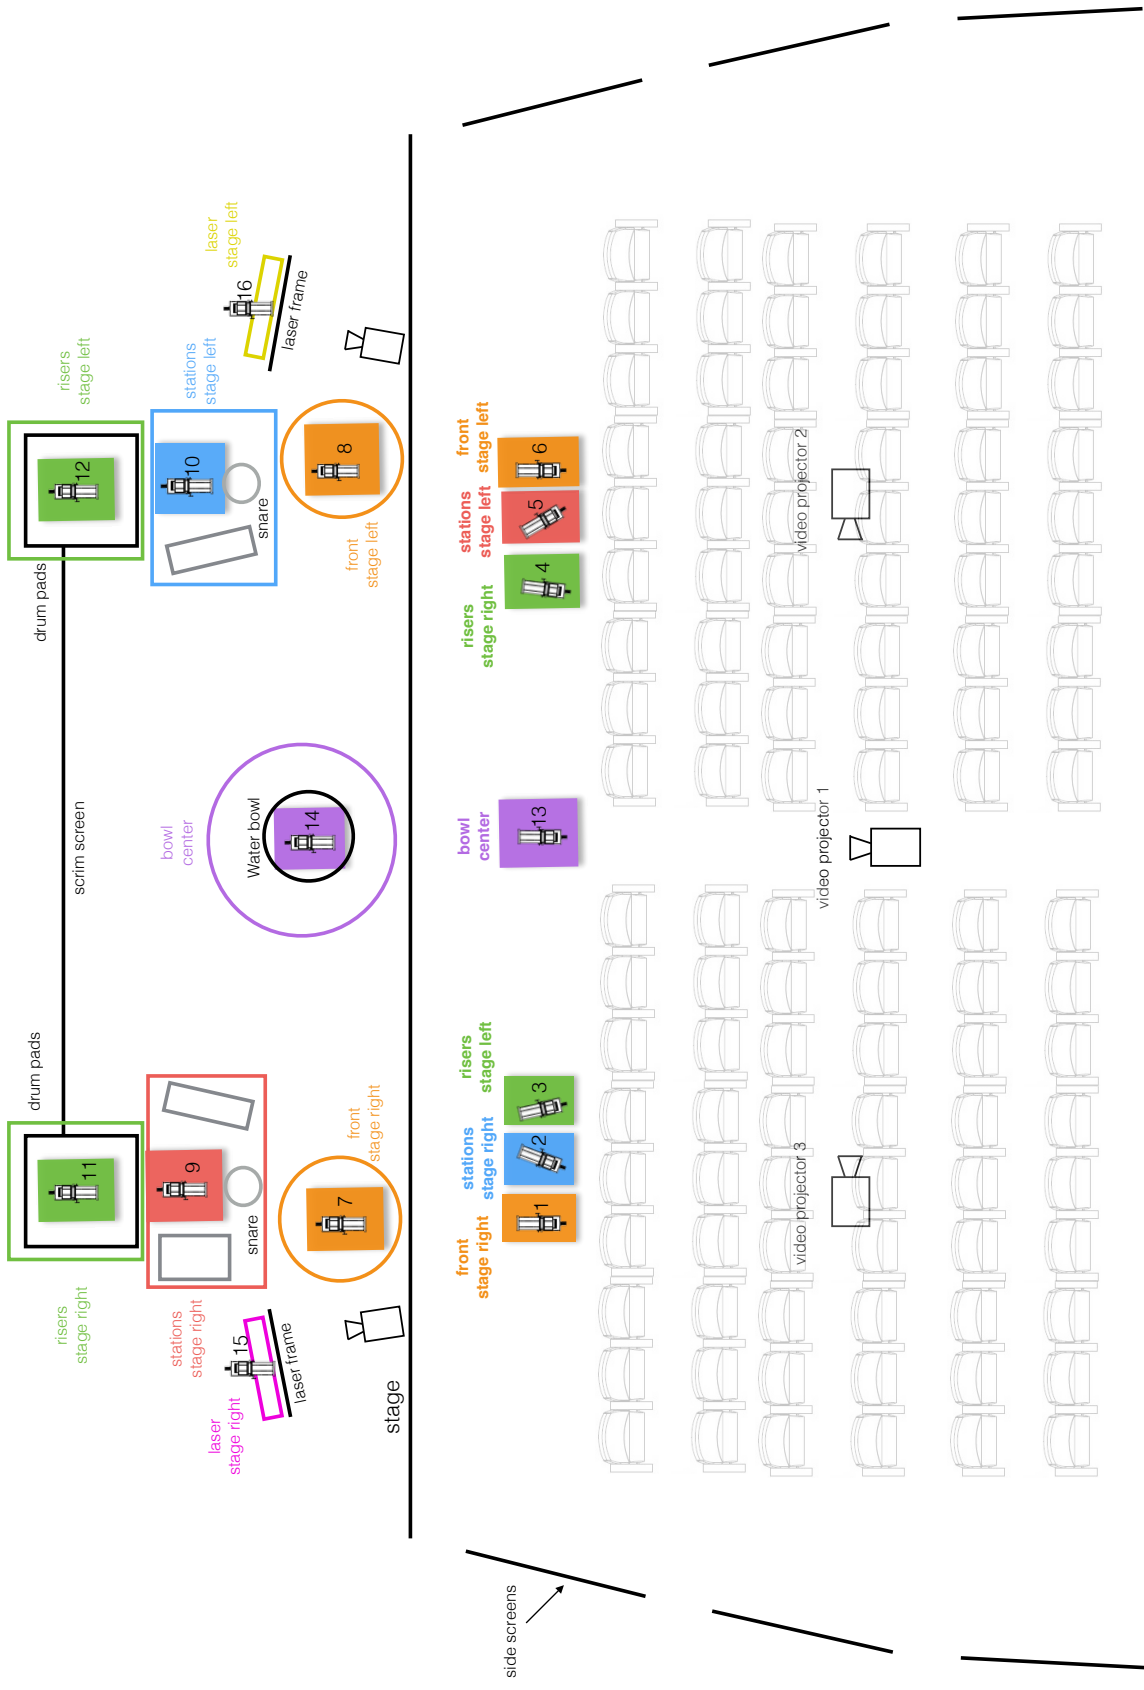 risers
stage right
drum pads
scrim screen
drum pads
risers
stage left
11
12
stations
stage right
9
snare
bowl
center
Water bowl
14
10
snare
stations
stage left
laser
stage right
15
laser frame
laser
stage left
16
laser frame
front
stage right
7
8
front
stage left
stage
front
stage right
stations
stage right
risers
stage left
bowl
center
risers
stage right
stations
stage left
front
stage left
1
2
3
13
4
5
6
side screens
video projector 3
video projector 1
video projector 2